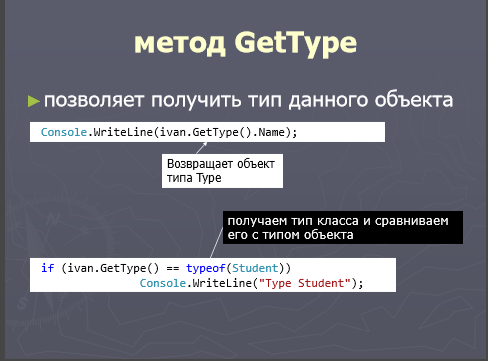 метод GetType
позволяет получить тип данного объекта
Console.WriteLine(ivan.GetType().Name);
Возвращает объект
типа Type
получаем тип класса и сравниваем
его с типом объекта
if (ivan.GetType() == typeof(Student))
Console.WriteLine("Type Student");